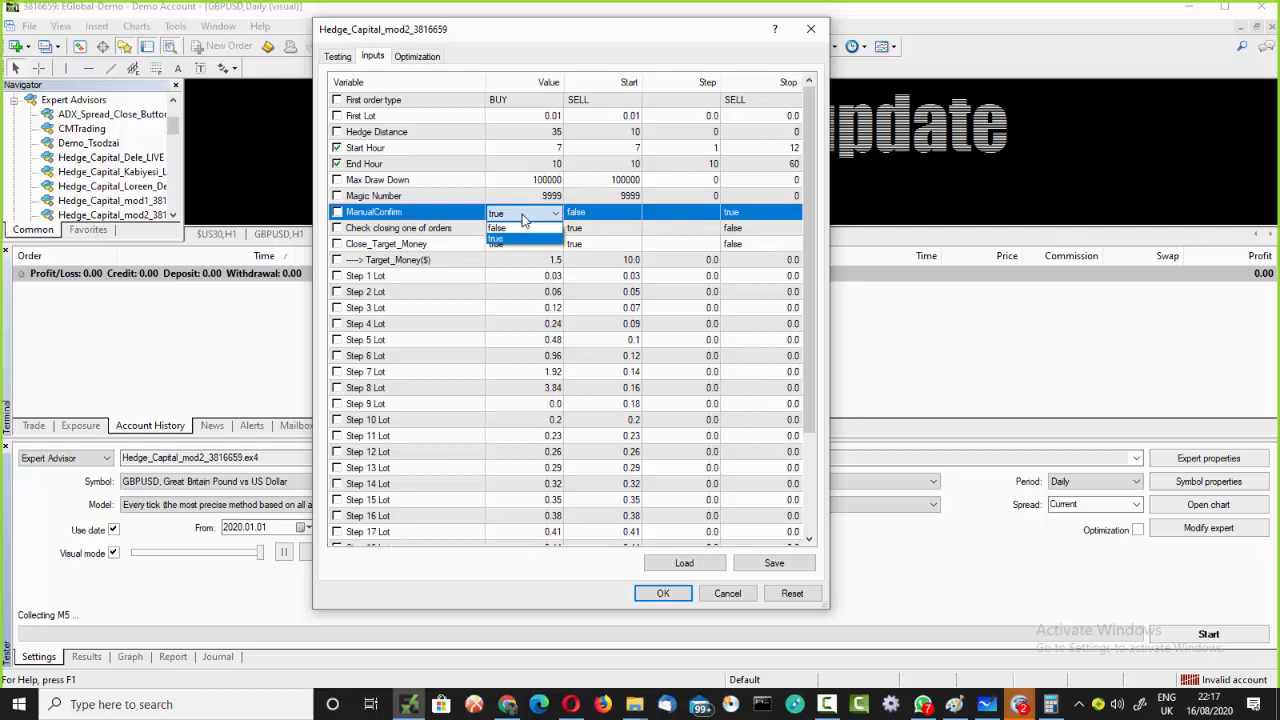 3816659: EGlobal-Demo - Demo Account - [GBPUSD,Daily (visual)]
File View Insert Charts Tools Window Help
New Order
Navigator
Expert Advisors
ADX_Spread_Close_Button
CMTrading
Demo_Tsodzai
Hedge_Capital_Dele_LIVE
Hedge_Capital_Kabiyesi_L
Hedge_Capital_Loreen_De
Hedge_Capital_mod1_381
Hedge_Capital_mod2_381
Common Favorites
$US30,H1 GBPUSD,H1
update
Hedge_Capital_mod2_3816659
?
Testing Inputs Optimization
Variable Value Start Step Stop
First order type BUY SELL SELL
First Lot 0.01 0.01 0.0 0.0
Hedge Distance 35 10 0 0
Start Hour 7 7 1 12
End Hour 10 10 10 60
Max Draw Down 100000 100000 0 0
Magic Number 9999 9999 0 0
ManualConfirm true false true
false
true
Check closing one of orders true false
Close_Target_Money true true false
----> Target_Money($) 1.5 10.0 0.0 0.0
Step 1 Lot 0.03 0.03 0.0 0.0
Step 2 Lot 0.06 0.05 0.0 0.0
Step 3 Lot 0.12 0.07 0.0 0.0
Step 4 Lot 0.24 0.09 0.0 0.0
Step 5 Lot 0.48 0.1 0.0 0.0
Step 6 Lot 0.96 0.12 0.0 0.0
Step 7 Lot 1.92 0.14 0.0 0.0
Step 8 Lot 3.84 0.16 0.0 0.0
Step 9 Lot 0.0 0.18 0.0 0.0
Step 10 Lot 0.2 0.2 0.0 0.0
Step 11 Lot 0.23 0.23 0.0 0.0
Step 12 Lot 0.26 0.26 0.0 0.0
Step 13 Lot 0.29 0.29 0.0 0.0
Step 14 Lot 0.32 0.32 0.0 0.0
Step 15 Lot 0.35 0.35 0.0 0.0
Step 16 Lot 0.38 0.38 0.0 0.0
Step 17 Lot 0.41 0.41 0.0 0.0
Load Save
OK Cancel Reset
Order Time Time Price Commission Swap Profit
Profit/Loss: 0.00 Credit: 0.00 Deposit: 0.00 Withdrawal: 0.00 0.00
Terminal
Trade Exposure Account History News Alerts Mailbox
Expert Advisor Hedge_Capital_mod2_3816659.ex4 Expert properties
Symbol: GBPUSD, Great Britain Pound vs US Dollar Period: Daily Symbol properties
Model: Every tick (the most precise method based on all a Spread: Current Open chart
Use date From: 2020.01.01 Optimization Modify expert
Visual mode
Collecting M5 ...
Activate Windows
Go to Settings to activate Windows.
Start
Tester
Settings Results Graph Report Journal
For Help, press F1 Default Invalid account
Type here to search
99+
2
ENG
UK
22:17
16/08/2020
2